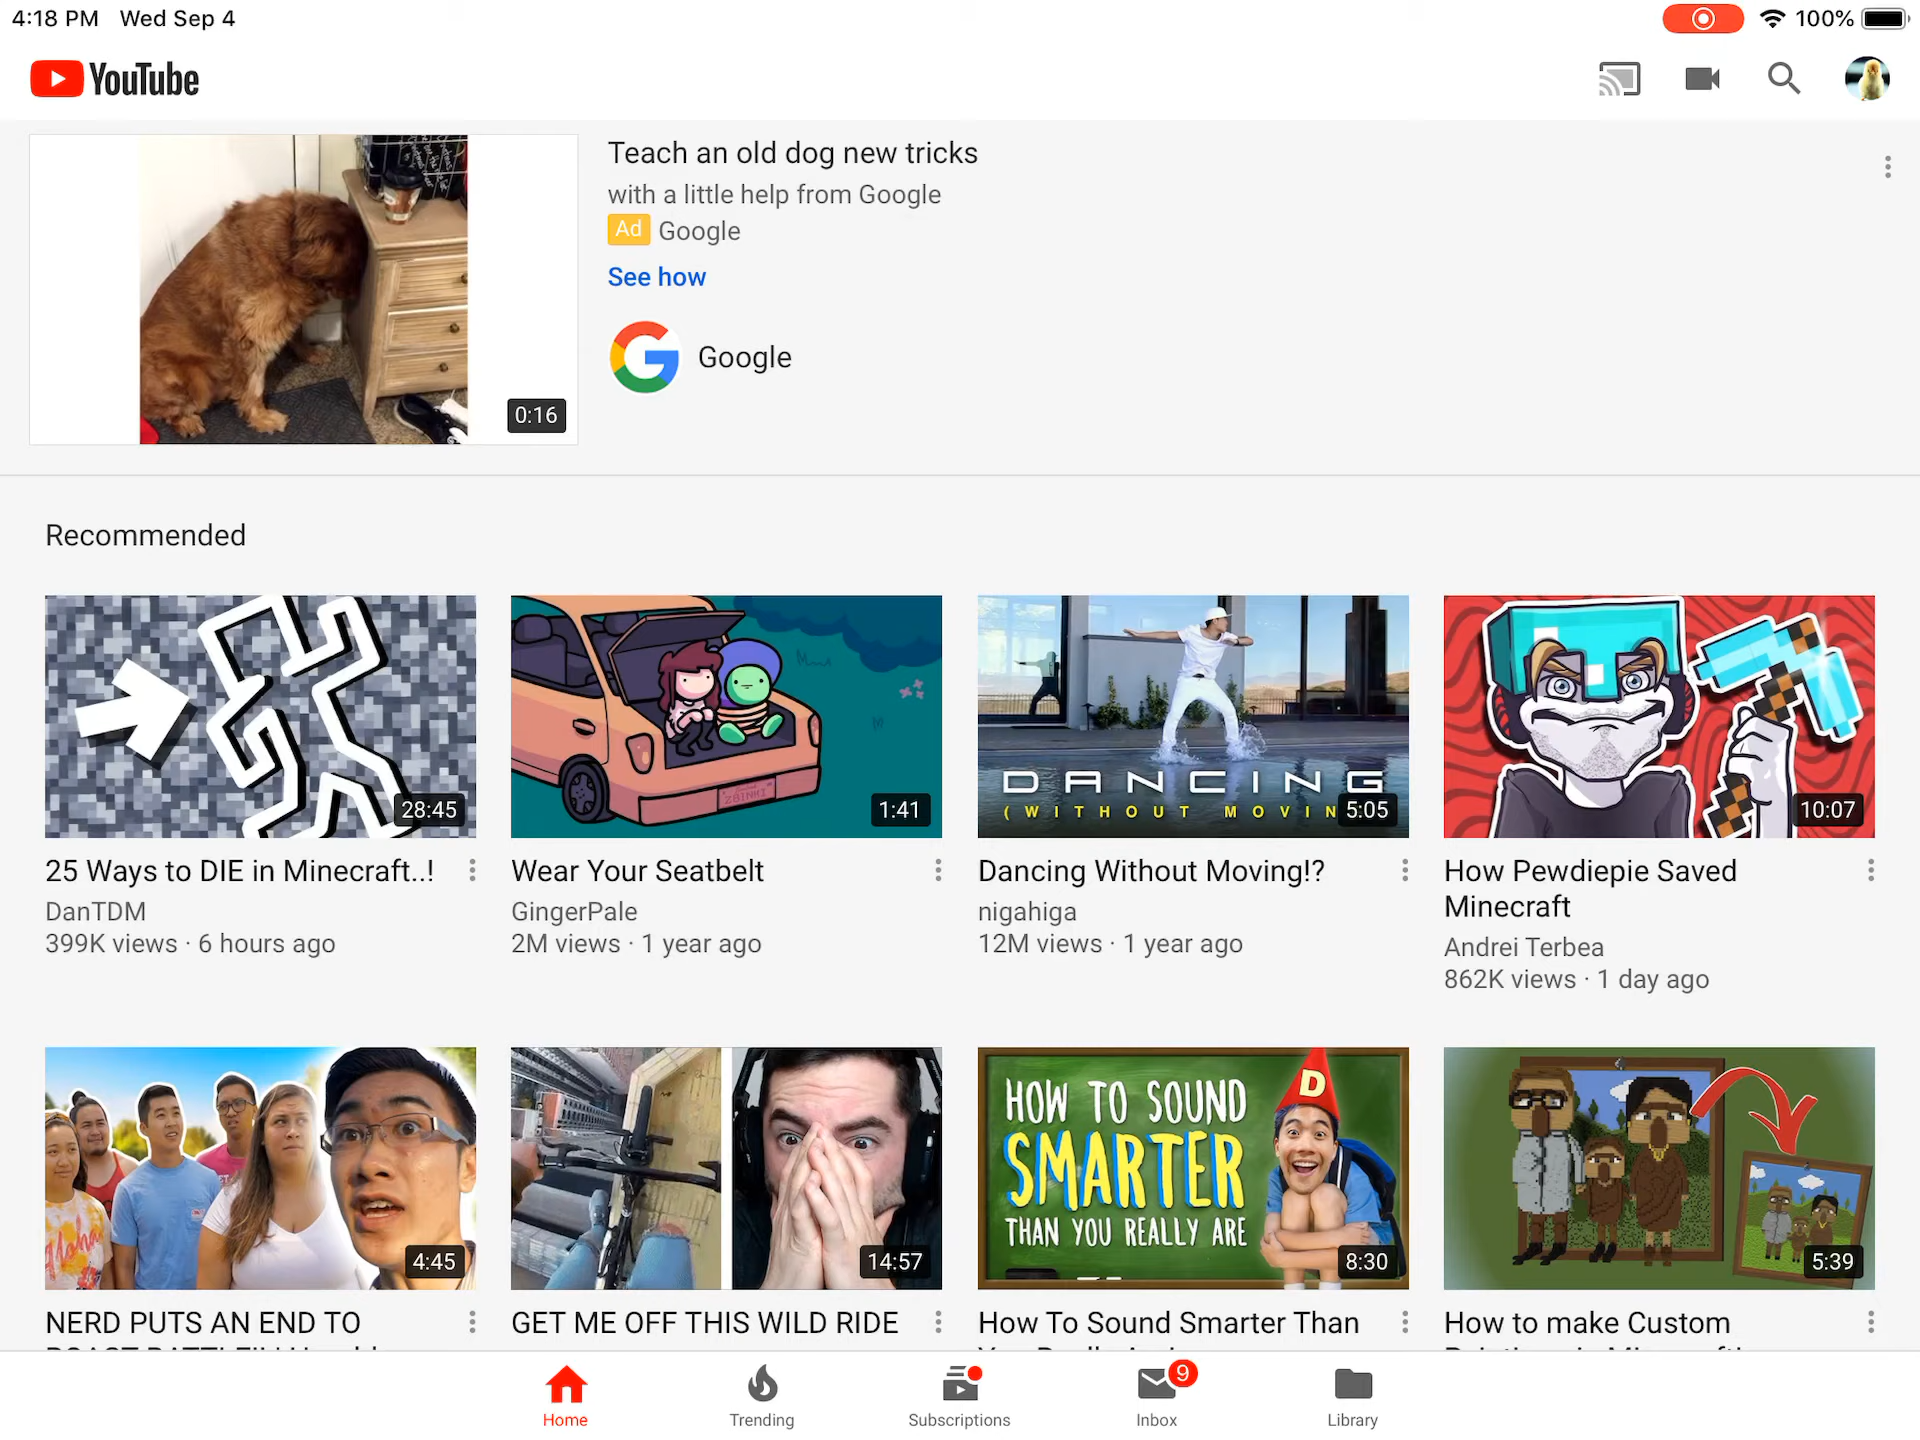 4:18 PM Wed Sep 4
100%
YouTube
Teach an old dog new tricks
with a little help from Google
Ad Google
See how
Google
0:16
Recommended
28:45
1:41
DANCING
(WITHOUT MOVIN
5:05
10:07
25 Ways to DIE in Minecraft..!
DanTDM
399K views · 6 hours ago
Wear Your Seatbelt
GingerPale
2M views · 1 year ago
Dancing Without Moving!?
nigahiga
12M views · 1 year ago
How Pewdiepie Saved
Minecraft
Andrei Terbea
862K views · 1 day ago
Aloha
4:45
14:57
HOW TO SOUND
SMARTER
THAN YOU REALLY ARE
D
8:30
5:39
NERD PUTS AN END TO
GET ME OFF THIS WILD RIDE
How To Sound Smarter Than
How to make Custom
9
Home
Trending
Subscriptions
Inbox
Library